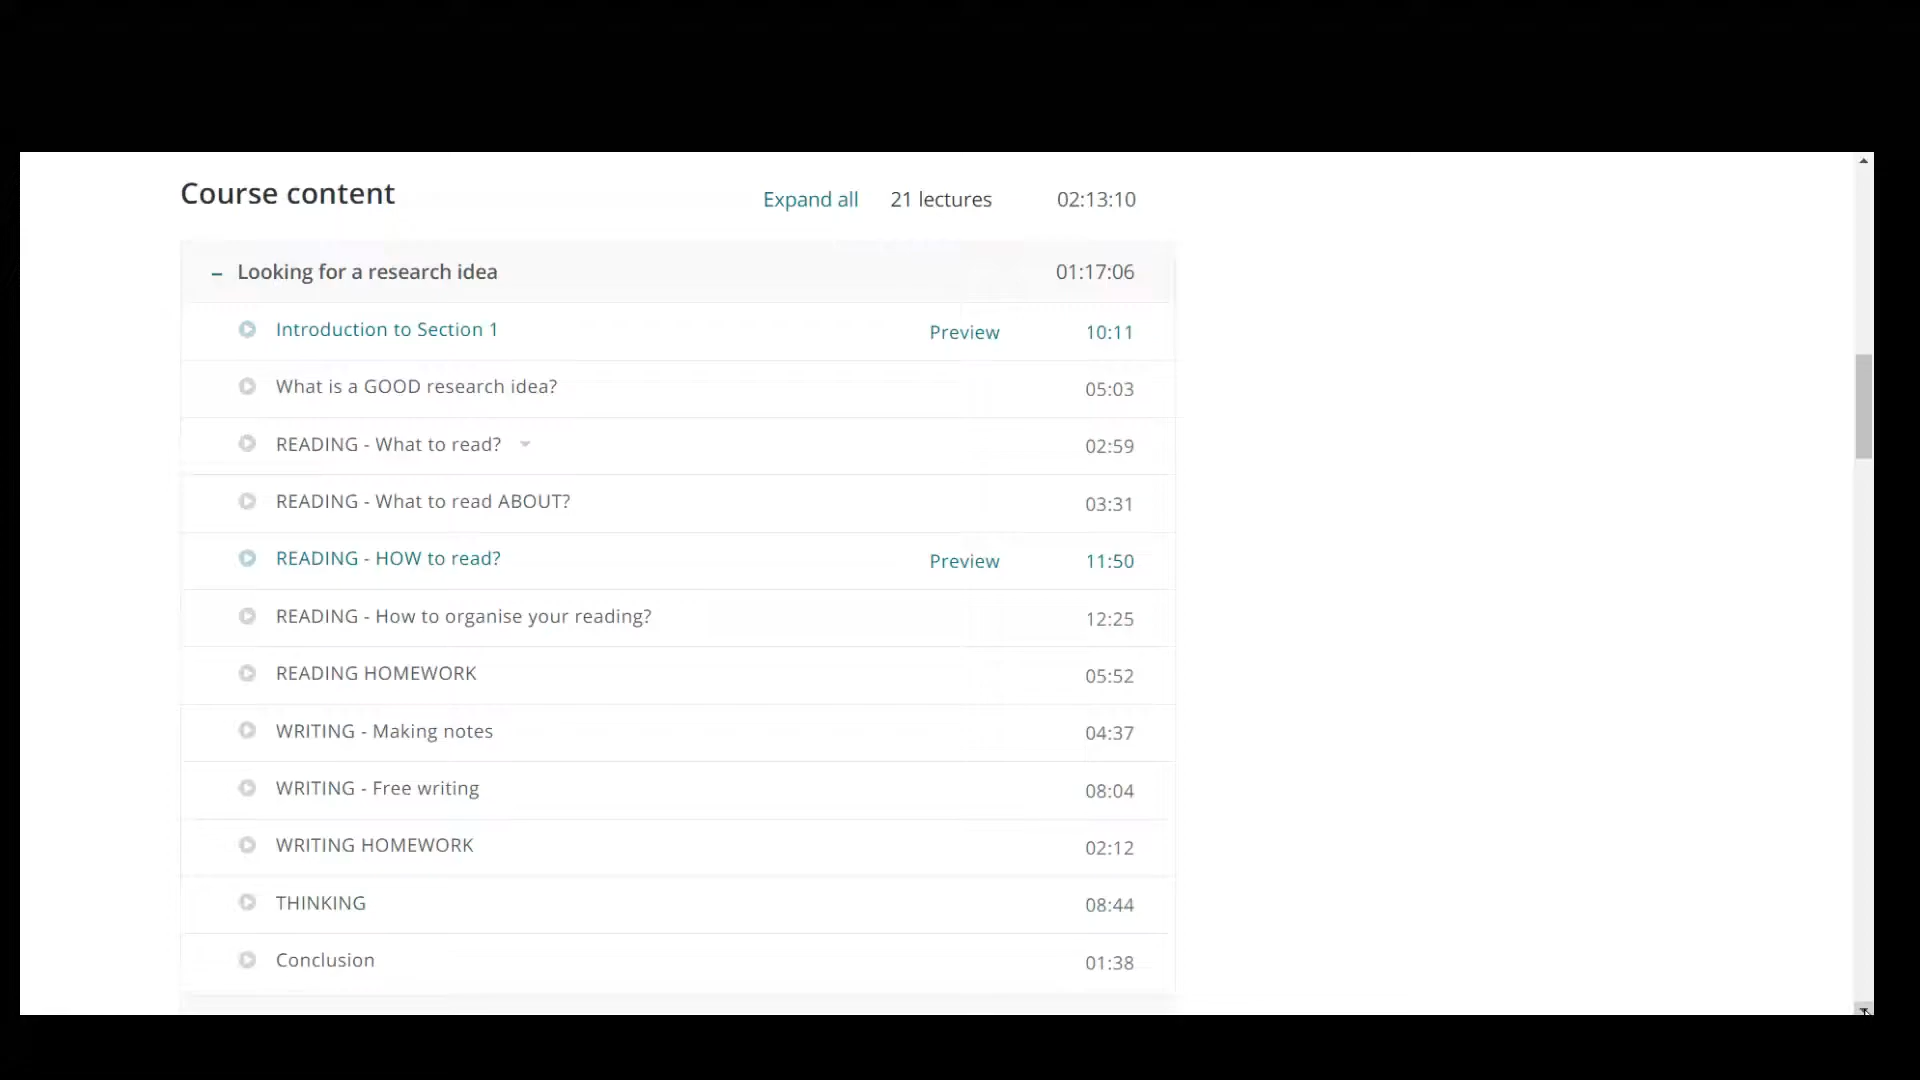 Course content Expand all 21 lectures 02:13:10
– Looking for a research idea 01:17:06
Introduction to Section 1 Preview 10:11
What is a GOOD research idea? 05:03
READING - What to read? 02:59
READING - What to read ABOUT? 03:31
READING - HOW to read? Preview 11:50
READING - How to organise your reading? 12:25
READING HOMEWORK 05:52
WRITING - Making notes 04:37
WRITING - Free writing 08:04
WRITING HOMEWORK 02:12
THINKING 08:44
Conclusion 01:38